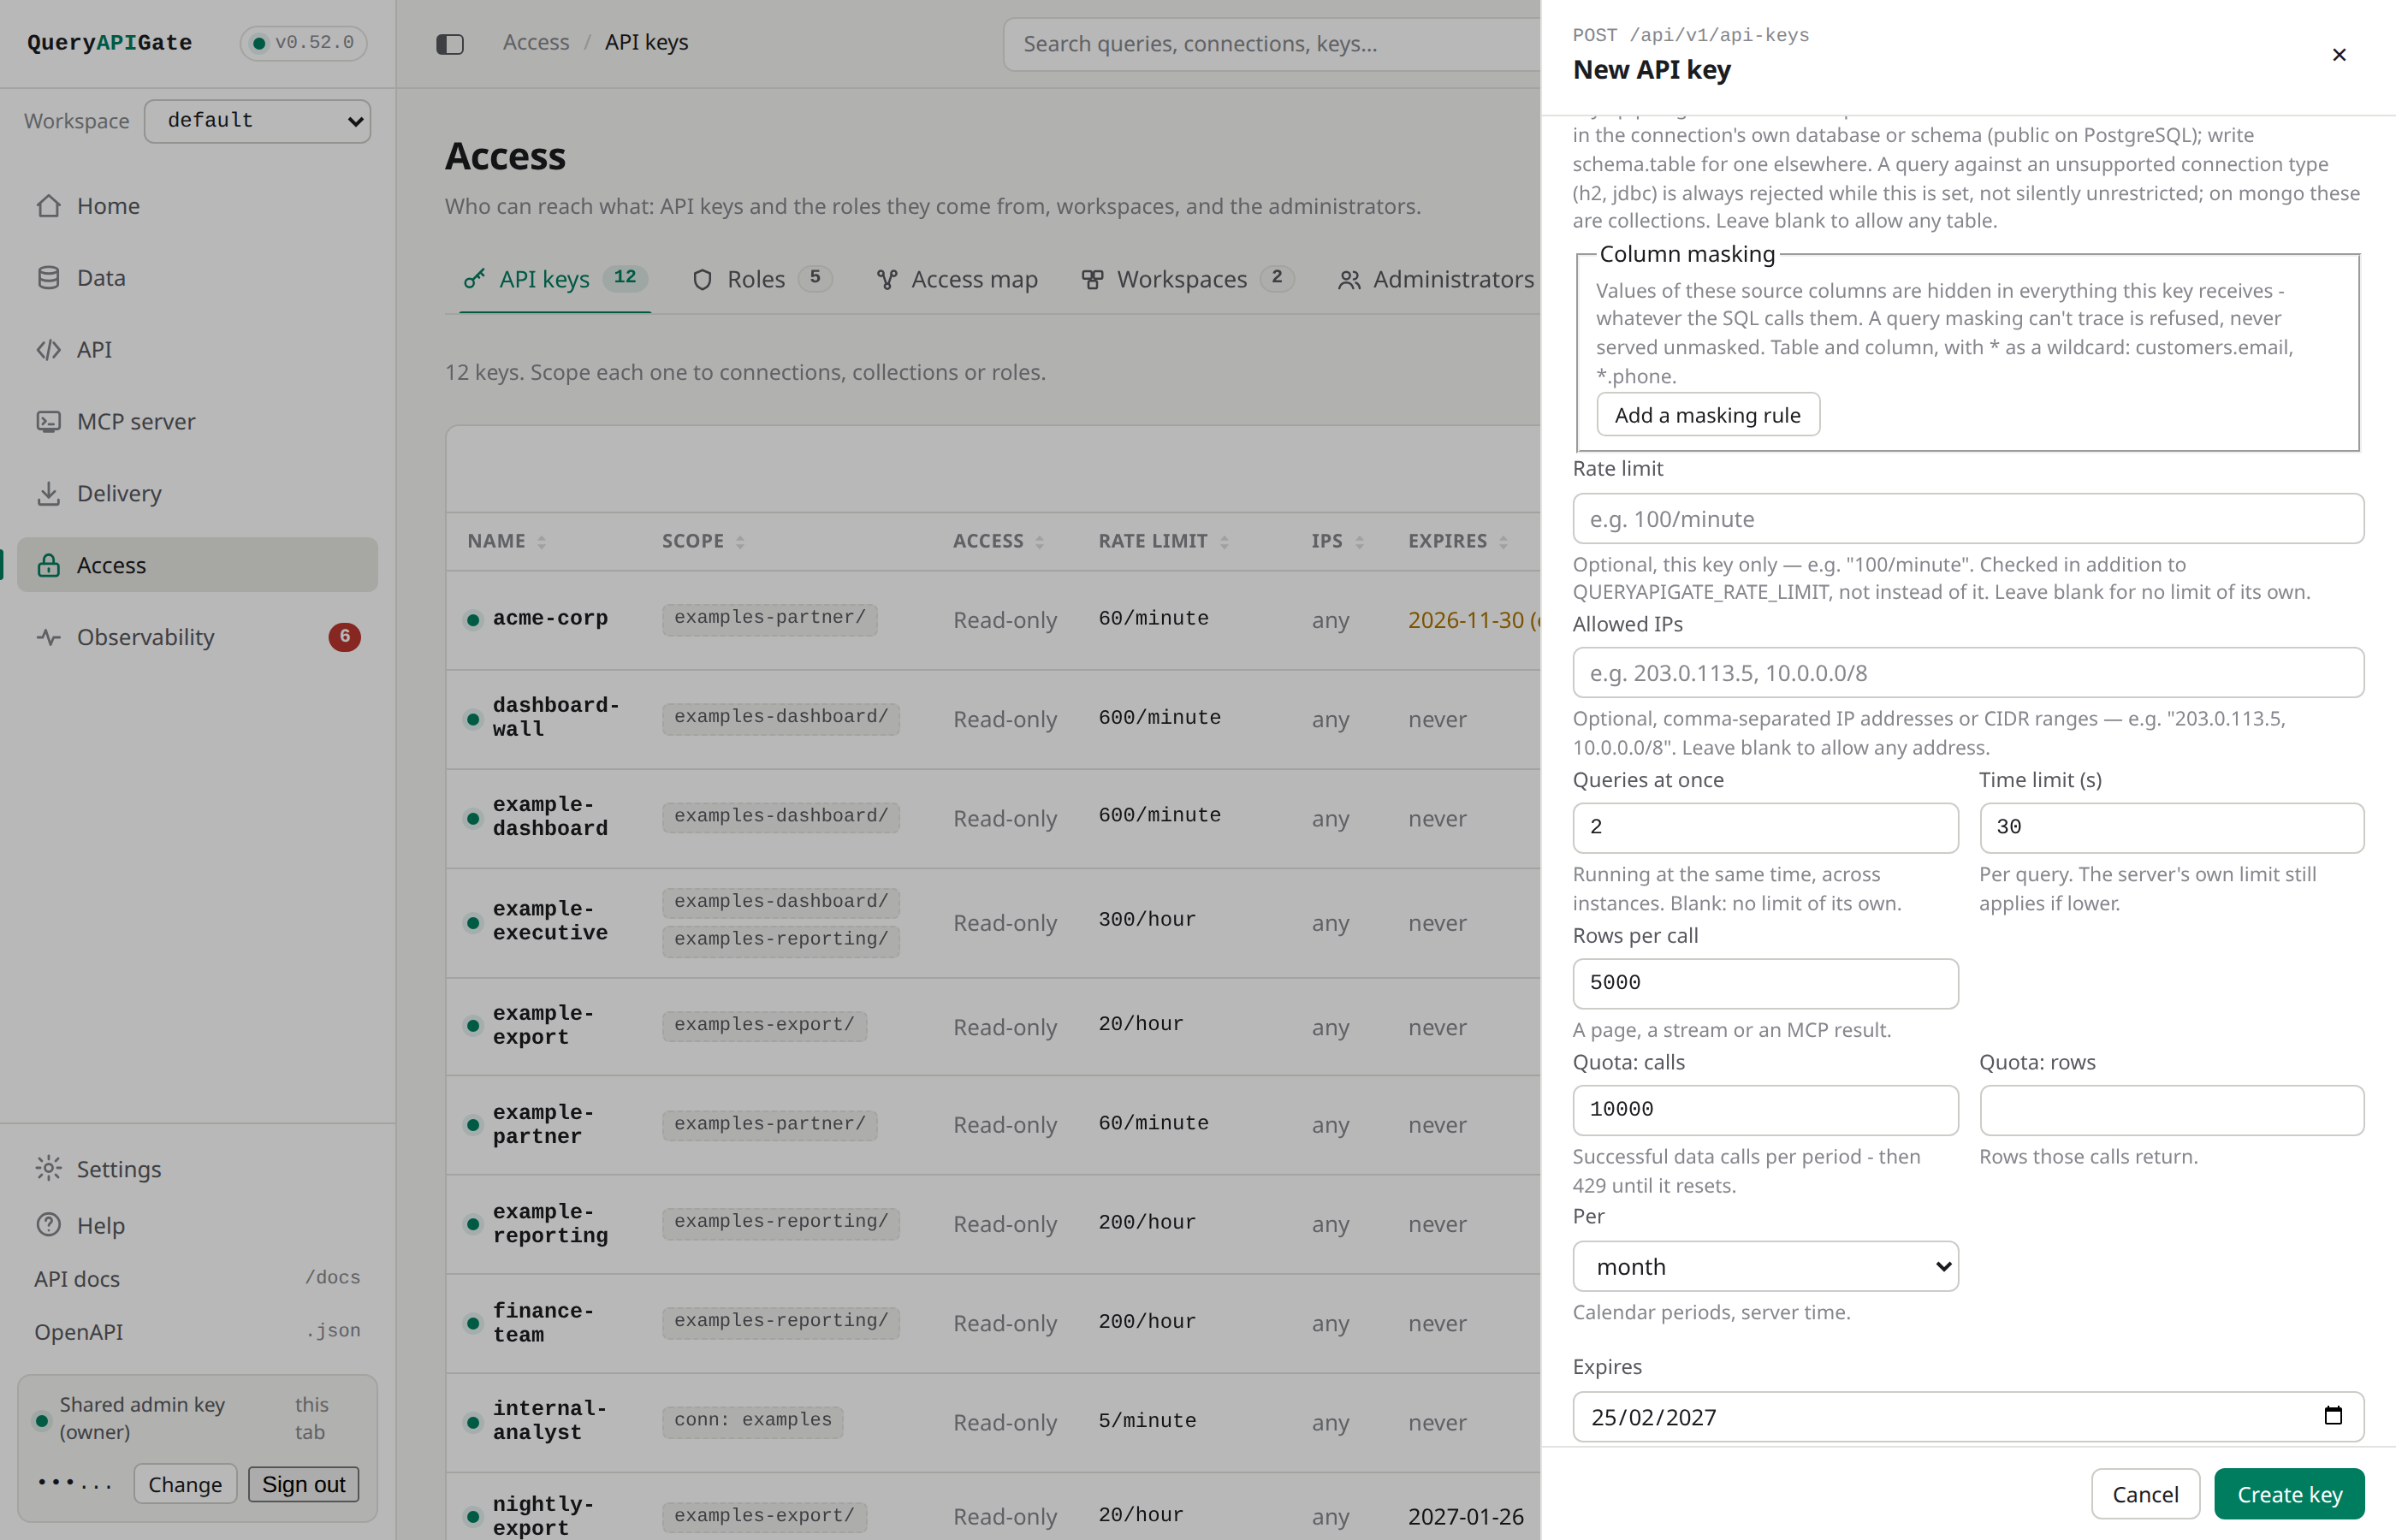 QueryAPIGate
v0.52.0
Workspace
default
Home
Data
API
MCP server
Delivery
Access
Observability
6
Settings
Help
API docs
/docs
OpenAPI
.json
Shared admin key
(owner)
this
tab
•••...
Change
Sign out
Access / API keys
Search queries, connections, keys...
Access
Who can reach what: API keys and the roles they come from, workspaces, and the administrators.
API keys 12
Roles 5
Access map
Workspaces 2
Administrators
12 keys. Scope each one to connections, collections or roles.
NAME SCOPE ACCESS RATE LIMIT IPS EXPIRES
acme-corp examples-partner/ Read-only 60/minute any 2026-11-30
dashboard-
wall
examples-dashboard/ Read-only 600/minute any never
example-
dashboard
examples-dashboard/ Read-only 600/minute any never
example-
executive
examples-dashboard/
examples-reporting/
Read-only 300/hour any never
example-
export
examples-export/ Read-only 20/hour any never
example-
partner
examples-partner/ Read-only 60/minute any never
example-
reporting
examples-reporting/ Read-only 200/hour any never
finance-
team
examples-reporting/ Read-only 200/hour any never
internal-
analyst
conn: examples Read-only 5/minute any never
nightly-
export
examples-export/ Read-only 20/hour any 2027-01-26
POST /api/v1/api-keys
New API key
×
in the connection's own database or schema (public on PostgreSQL); write
schema.table for one elsewhere. A query against an unsupported connection type
(h2, jdbc) is always rejected while this is set, not silently unrestricted; on mongo these
are collections. Leave blank to allow any table.
Column masking
Values of these source columns are hidden in everything this key receives -
whatever the SQL calls them. A query masking can't trace is refused, never
served unmasked. Table and column, with * as a wildcard: customers.email,
*.phone.
Add a masking rule
Rate limit
e.g. 100/minute
Optional, this key only — e.g. "100/minute". Checked in addition to
QUERYAPIGATE_RATE_LIMIT, not instead of it. Leave blank for no limit of its own.
Allowed IPs
e.g. 203.0.113.5, 10.0.0.0/8
Optional, comma-separated IP addresses or CIDR ranges — e.g. "203.0.113.5,
10.0.0.0/8". Leave blank to allow any address.
Queries at once
2
Running at the same time, across
instances. Blank: no limit of its own.
Time limit (s)
30
Per query. The server's own limit still
applies if lower.
Rows per call
5000
A page, a stream or an MCP result.
Quota: calls
10000
Successful data calls per period - then
429 until it resets.
Quota: rows
Rows those calls return.
Per
month
Calendar periods, server time.
Expires
25/02/2027
Cancel
Create key